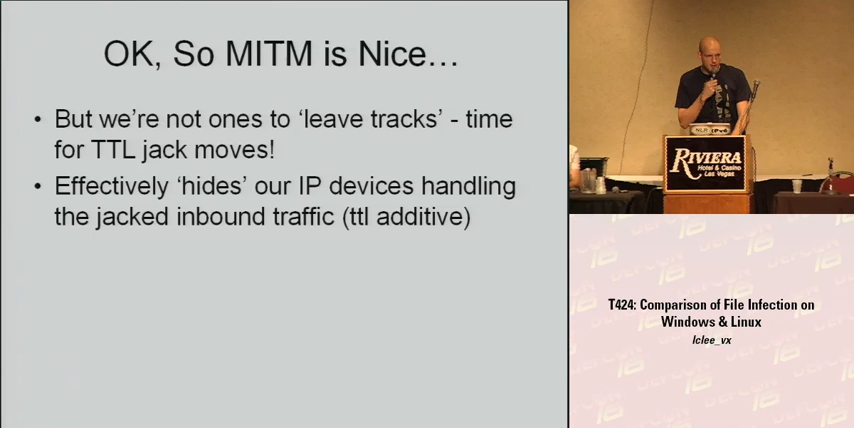 OK, So MITM is Nice…
• But we're not ones to 'leave tracks' - time
for TTL jack moves!
• Effectively 'hides' our IP devices handling
the jacked inbound traffic (ttl additive)
RIVIERA
Hotel & Casino
Las Vegas
T424: Comparison of File Infection on
Windows & Linux
lclee_vx
DEFCON 16